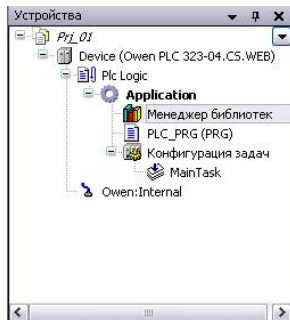 Устройства
Prj_01
Device (Owen PLC 323-04.CS.WEB)
Plc Logic
Application
Менеджер библиотек
PLC_PRG (PRG)
Конфигурация задач
MainTask
Owen:Internal